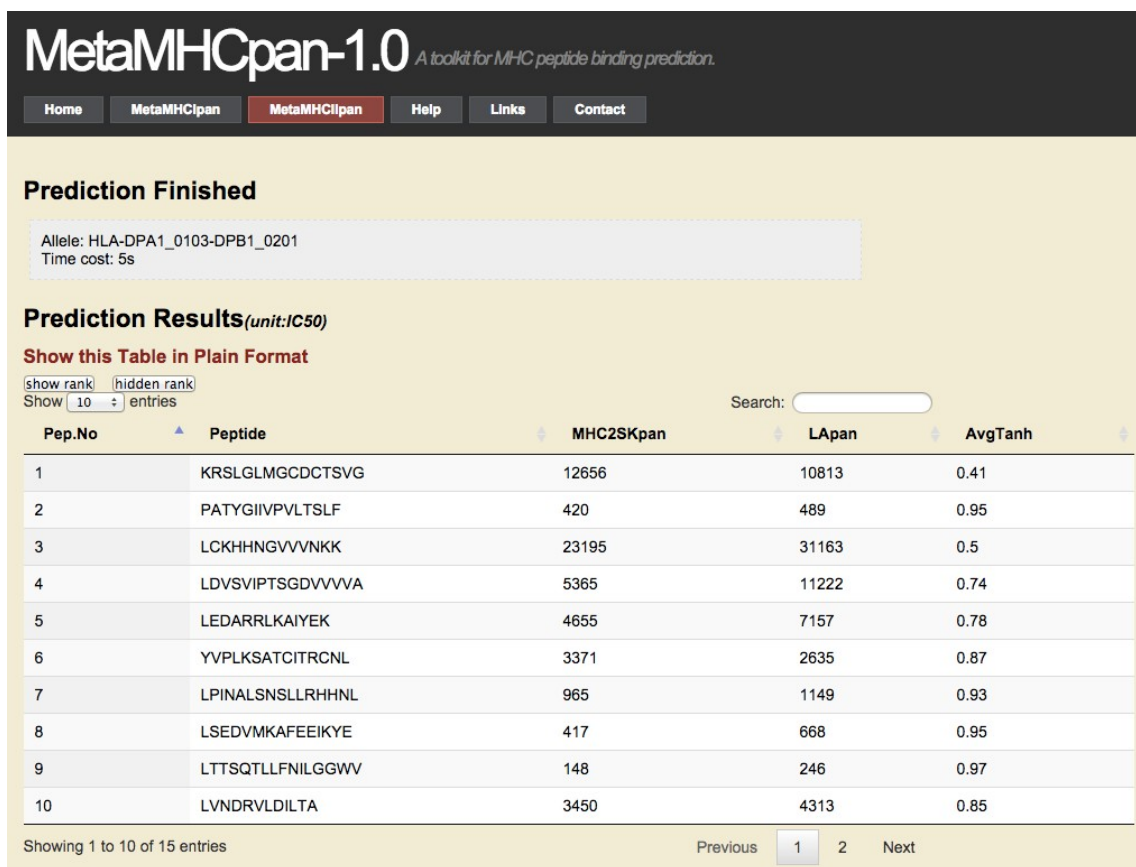 MetaMHCpan-1.0 A toolkit for MHC peptide binding prediction.
Home MetaMHCIpan MetaMHCIIpan Help Links Contact
Prediction Finished
Allele: HLA-DPA1_0103-DPB1_0201
Time cost: 5s
Prediction Results(unit:IC50)
Show this Table in Plain Format
show rank hidden rank
Show 10 entries Search:
Pep.No Peptide MHC2SKpan LApan AvgTanh
1 KRSLGLMGCDCTSVG 12656 10813 0.41
2 PATYGIIVPVLTSLF 420 489 0.95
3 LCKHHNGVVVNKK 23195 31163 0.5
4 LDVSVIPTSGDVVVVA 5365 11222 0.74
5 LEDARRLKAIYEK 4655 7157 0.78
6 YVPLKSATCITRCNL 3371 2635 0.87
7 LPINALSNSLLRHHNL 965 1149 0.93
8 LSEDVMKAFEEIKYE 417 668 0.95
9 LTTSQTLLFNILGGWV 148 246 0.97
10 LVNDRVLDILTA 3450 4313 0.85
Showing 1 to 10 of 15 entries Previous 1 2 Next